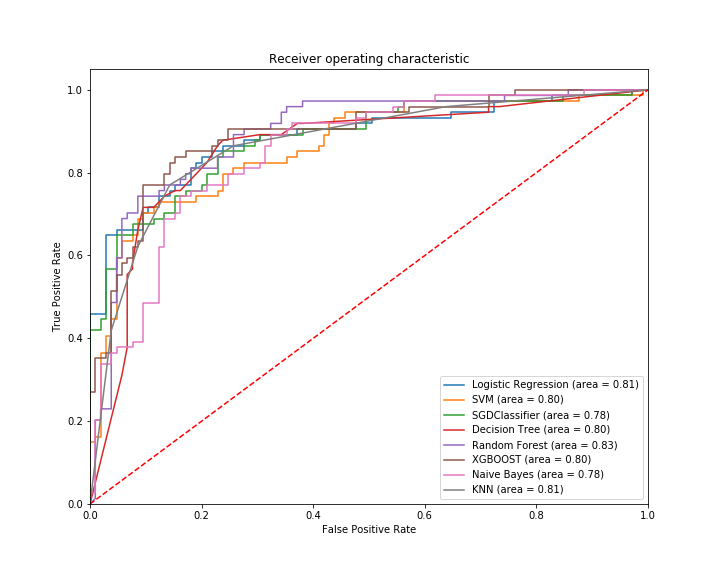 Receiver operating characteristic
True Positive Rate
1.0
0.8
0.6
0.4
0.2
0.0
0.0 0.2 0.4 0.6 0.8 1.0
False Positive Rate
Logistic Regression (area = 0.81)
SVM (area = 0.80)
SGDClassifier (area = 0.78)
Decision Tree (area = 0.80)
Random Forest (area = 0.83)
XGBOOST (area = 0.80)
Naive Bayes (area = 0.78)
KNN (area = 0.81)